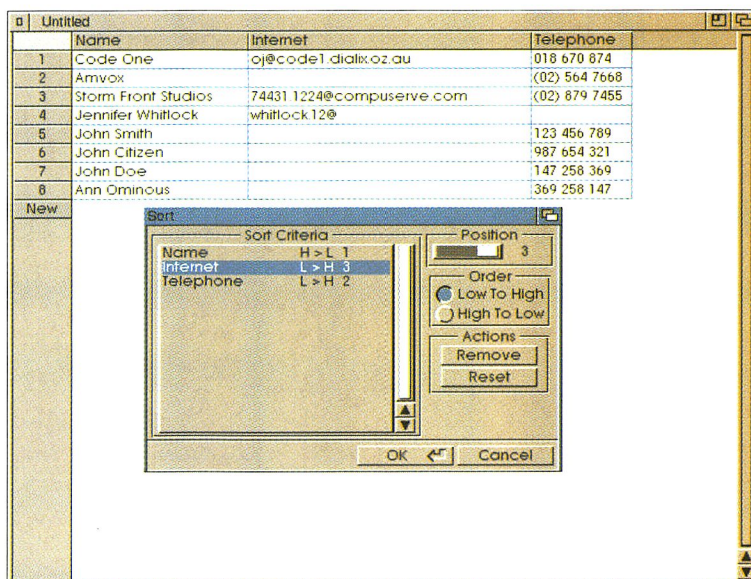 Untitled
Name Internet Telephone
1 Code One oj@code1.dialix.oz.au 018 670 874
2 Amvox (02) 564 7668
3 Storm Front Studios 74431.1224@compuserve.com (02) 879 7455
4 Jennifer Whitlock whitlock.12@
5 John Smith 123 456 789
6 John Citizen 987 654 321
7 John Doe 147 258 369
8 Ann Ominous 369 258 147
New
Sort
Sort Criteria
Name H > L 1
Internet L > H 3
Telephone L > H 2
Position
3
Order
Low To High
High To Low
Actions
Remove
Reset
OK Cancel